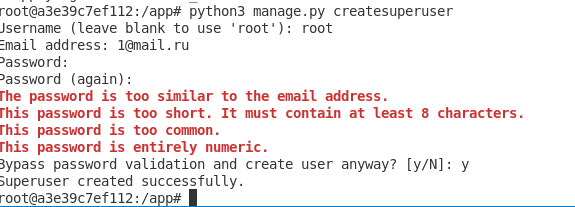 root@a3e39c7ef112:/app# python3 manage.py createsuperuser
Username (leave blank to use 'root'): root
Email address: 1@mail.ru
Password:
Password (again):
The password is too similar to the email address.
This password is too short. It must contain at least 8 characters.
This password is too common.
This password is entirely numeric.
Bypass password validation and create user anyway? [y/N]: y
Superuser created successfully.
root@a3e39c7ef112:/app#